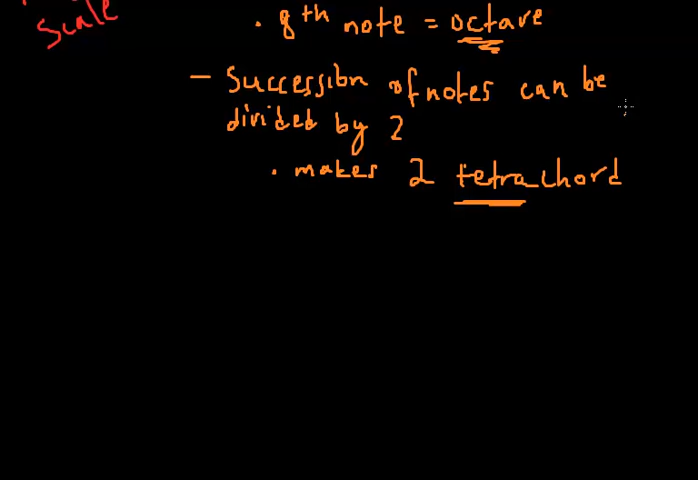 Scale
. 8th note = octave
- Succession of notes can be
divided by 2
. makes 2 tetrachord